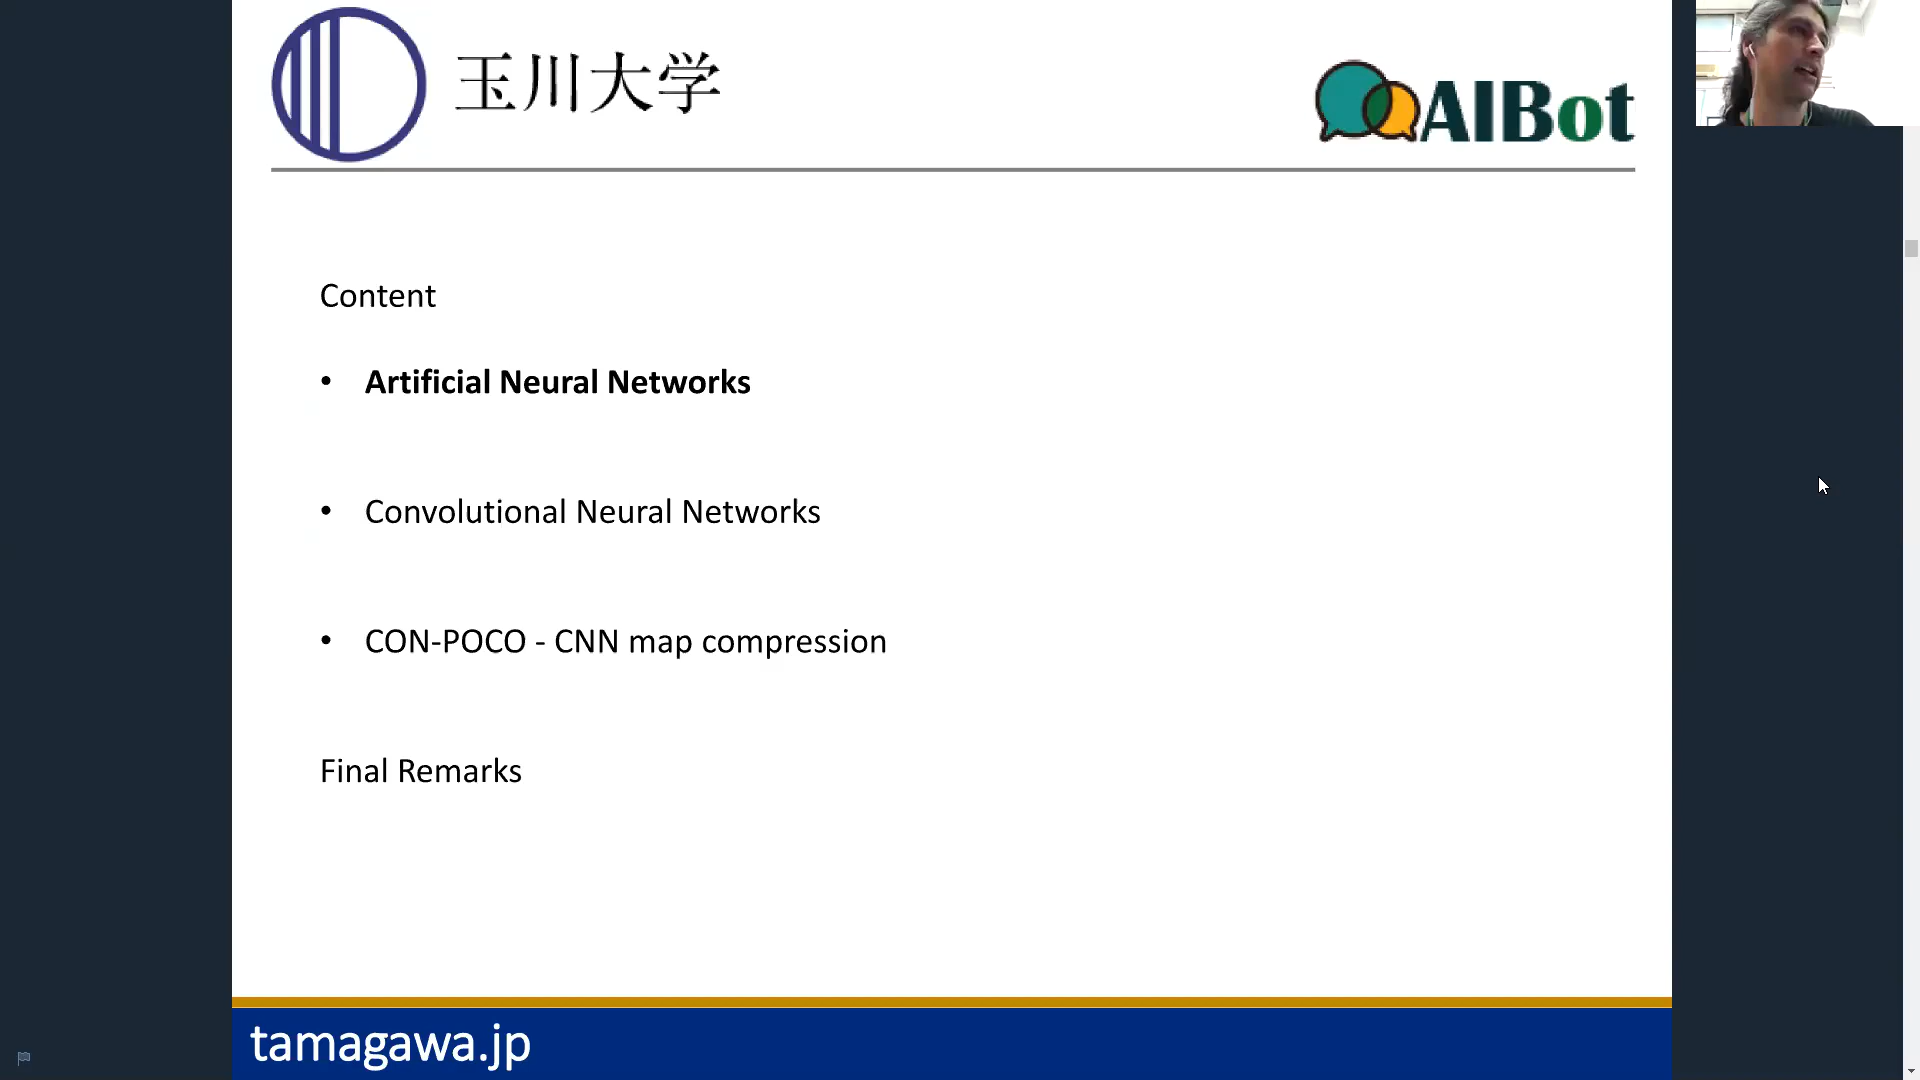 玉川大学
AIBot
Content
• Artificial Neural Networks
• Convolutional Neural Networks
• CON-POCO - CNN map compression
Final Remarks
tamagawa.jp